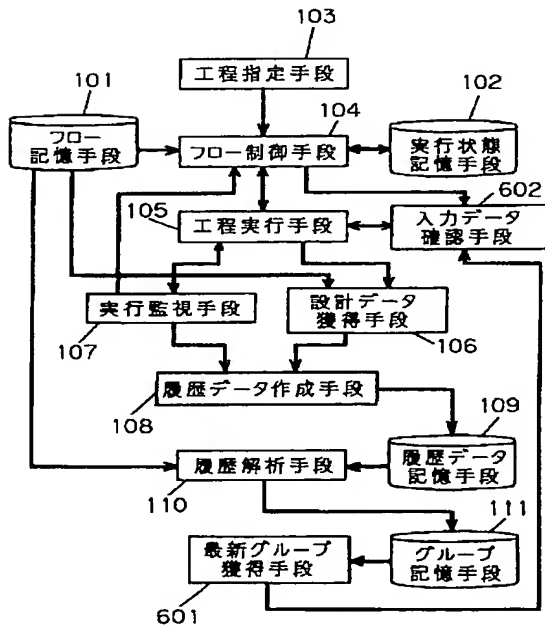 103
工程指定手段
101
フロー
記憶手段
104
フロー制御手段
102
実行状態
記憶手段
105
工程実行手段
602
入力データ
確認手段
実行監視手段
107
設計データ
獲得手段
106
履歴データ作成手段
108
109
履歴データ
記憶手段
履歴解析手段
110
111
グループ
記憶手段
最新グループ
獲得手段
601